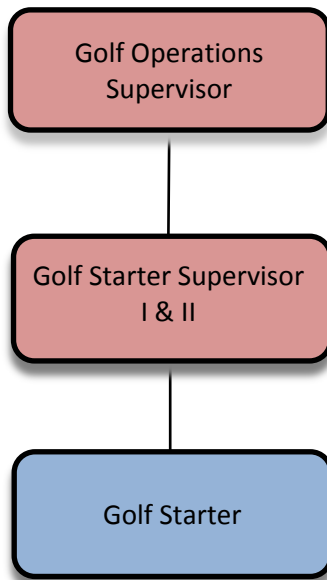 Golf Operations
Supervisor
Golf Starter Supervisor
I & II
Golf Starter